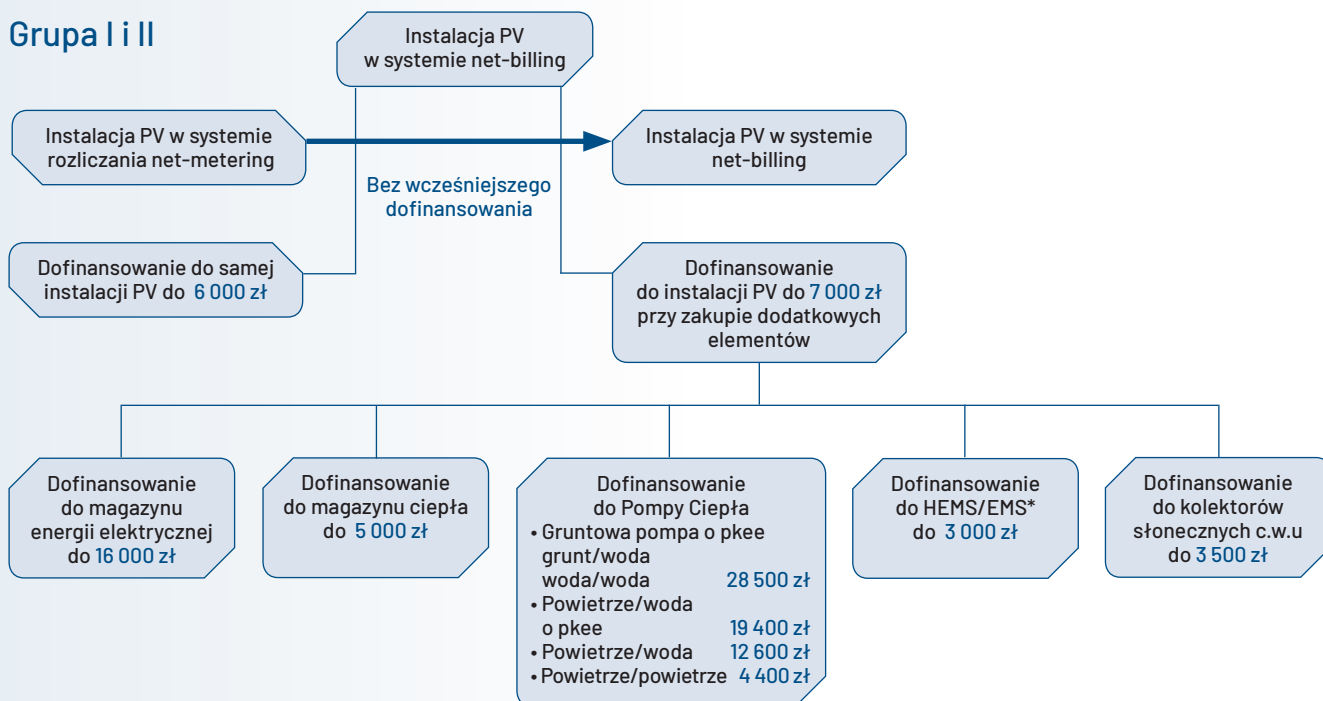 Grupa I i II
Instalacja PV
w systemie net-billing
Instalacja PV w systemie
rozliczania net-metering
Instalacja PV w systemie
net-billing
Bez wcześniejszego
dofinansowania
Dofinansowanie do samej
instalacji PV do 6 000 zł
Dofinansowanie
do instalacji PV do 7 000 zł
przy zakupie dodatkowych
elementów
Dofinansowanie
do magazynu
energii elektrycznej
do 16 000 zł
Dofinansowanie
do magazynu ciepła
do 5 000 zł
Dofinansowanie
do Pompy Ciepła
• Gruntowa pompa o pkee
grunt/woda
woda/woda 28 500 zł
• Powietrze/woda
o pkee 19 400 zł
• Powietrze/woda 12 600 zł
• Powietrze/powietrze 4 400 zł
Dofinansowanie
do HEMS/EMS*
do 3 000 zł
Dofinansowanie
do kolektorów
słonecznych c.w.u
do 3 500 zł